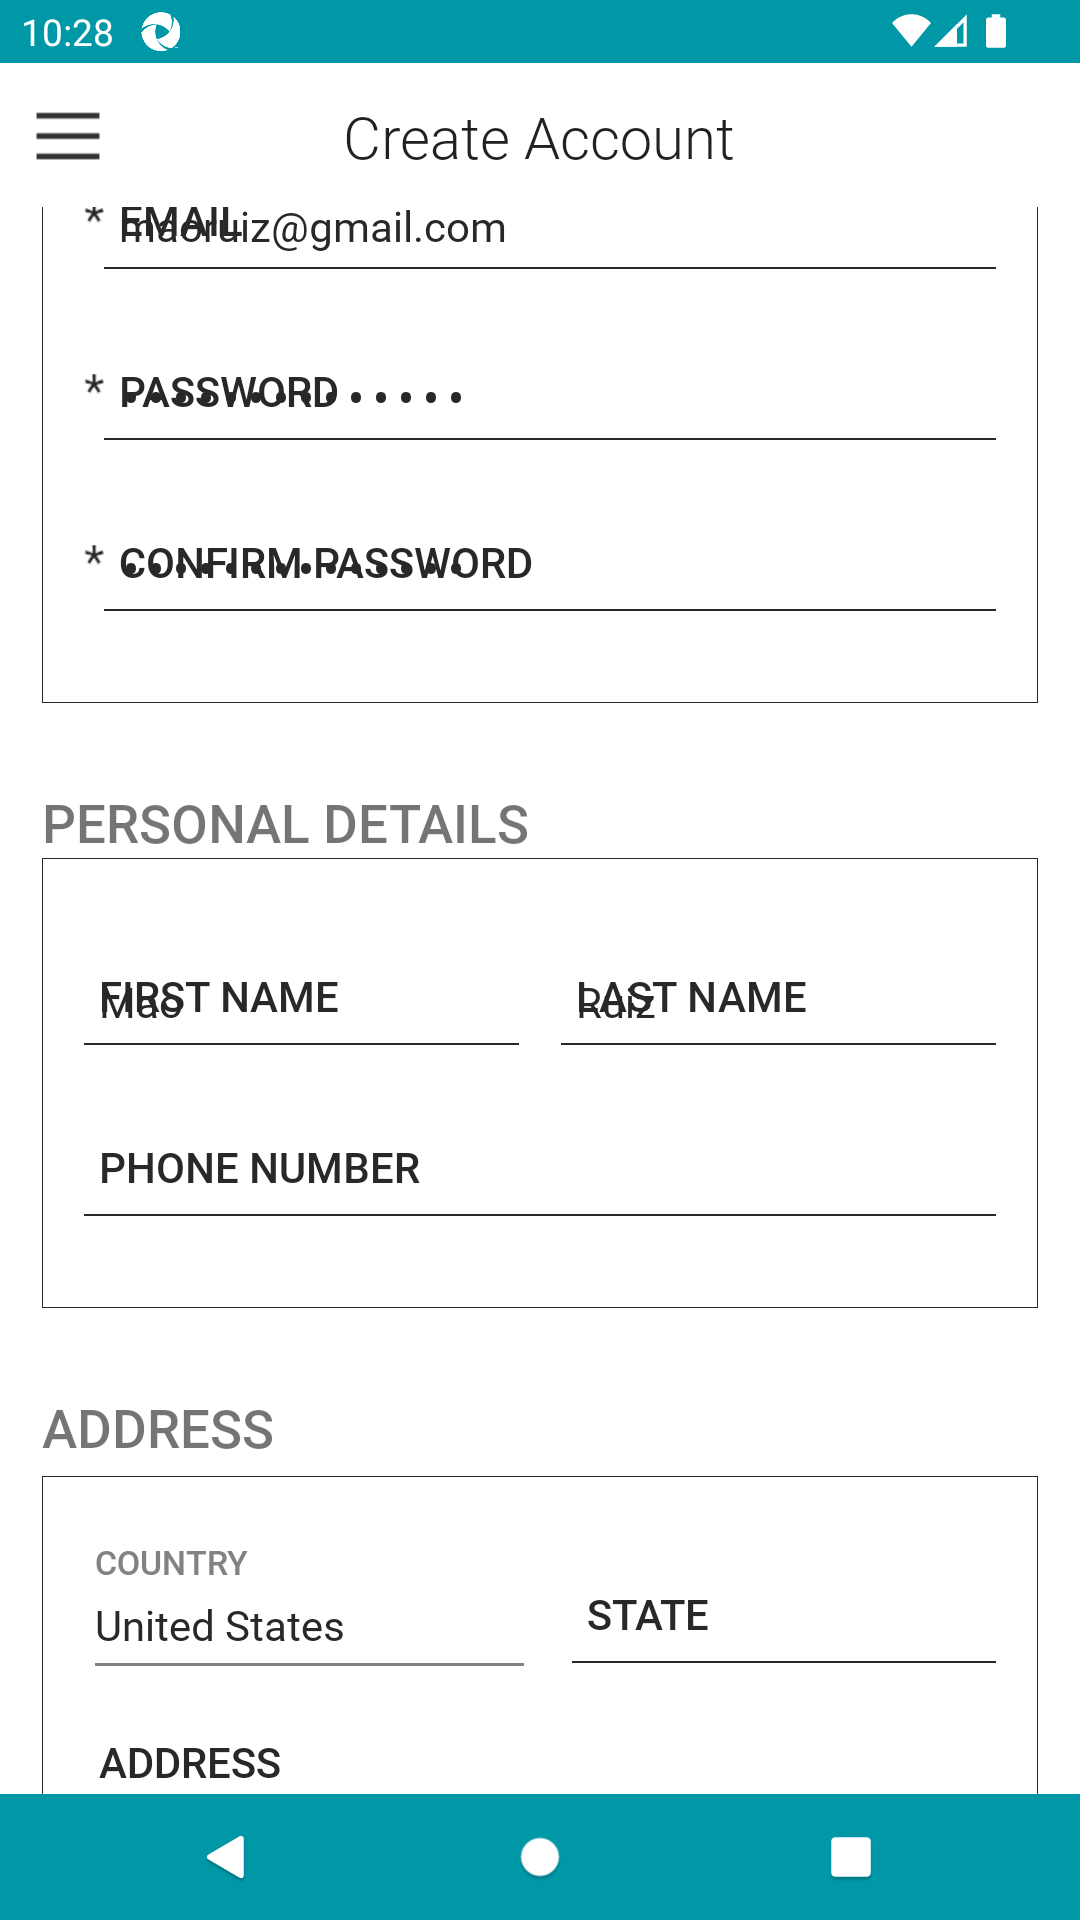 10:28
Create Account
* EMAIL
maoruiz@gmail.com
* PASSWORD
••••••••••••••
* CONFIRM PASSWORD
••••••••••••••
PERSONAL DETAILS
FIRST NAME LAST NAME
Mao Ruiz
PHONE NUMBER
ADDRESS
COUNTRY
United States
STATE
ADDRESS